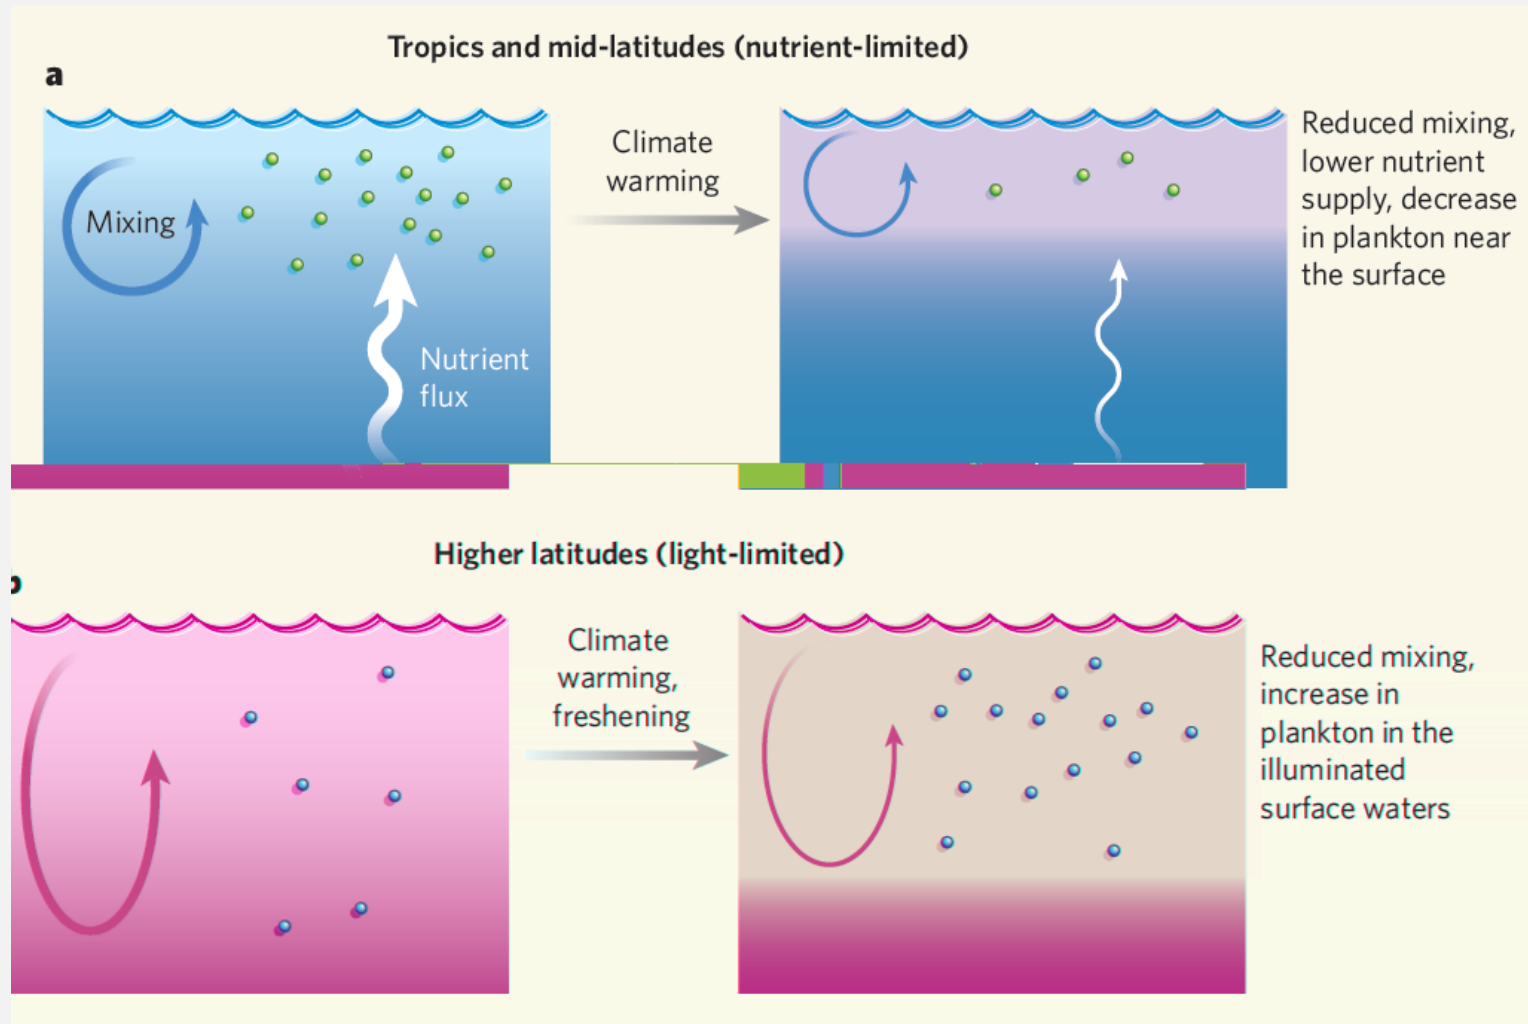 Tropics and mid-latitudes (nutrient-limited)
a
Mixing
Nutrient
flux
Climate
warming
Reduced mixing,
lower nutrient
supply, decrease
in plankton near
the surface
Higher latitudes (light-limited)
b
Climate
warming,
freshening
Reduced mixing,
increase in
plankton in the
illuminated
surface waters